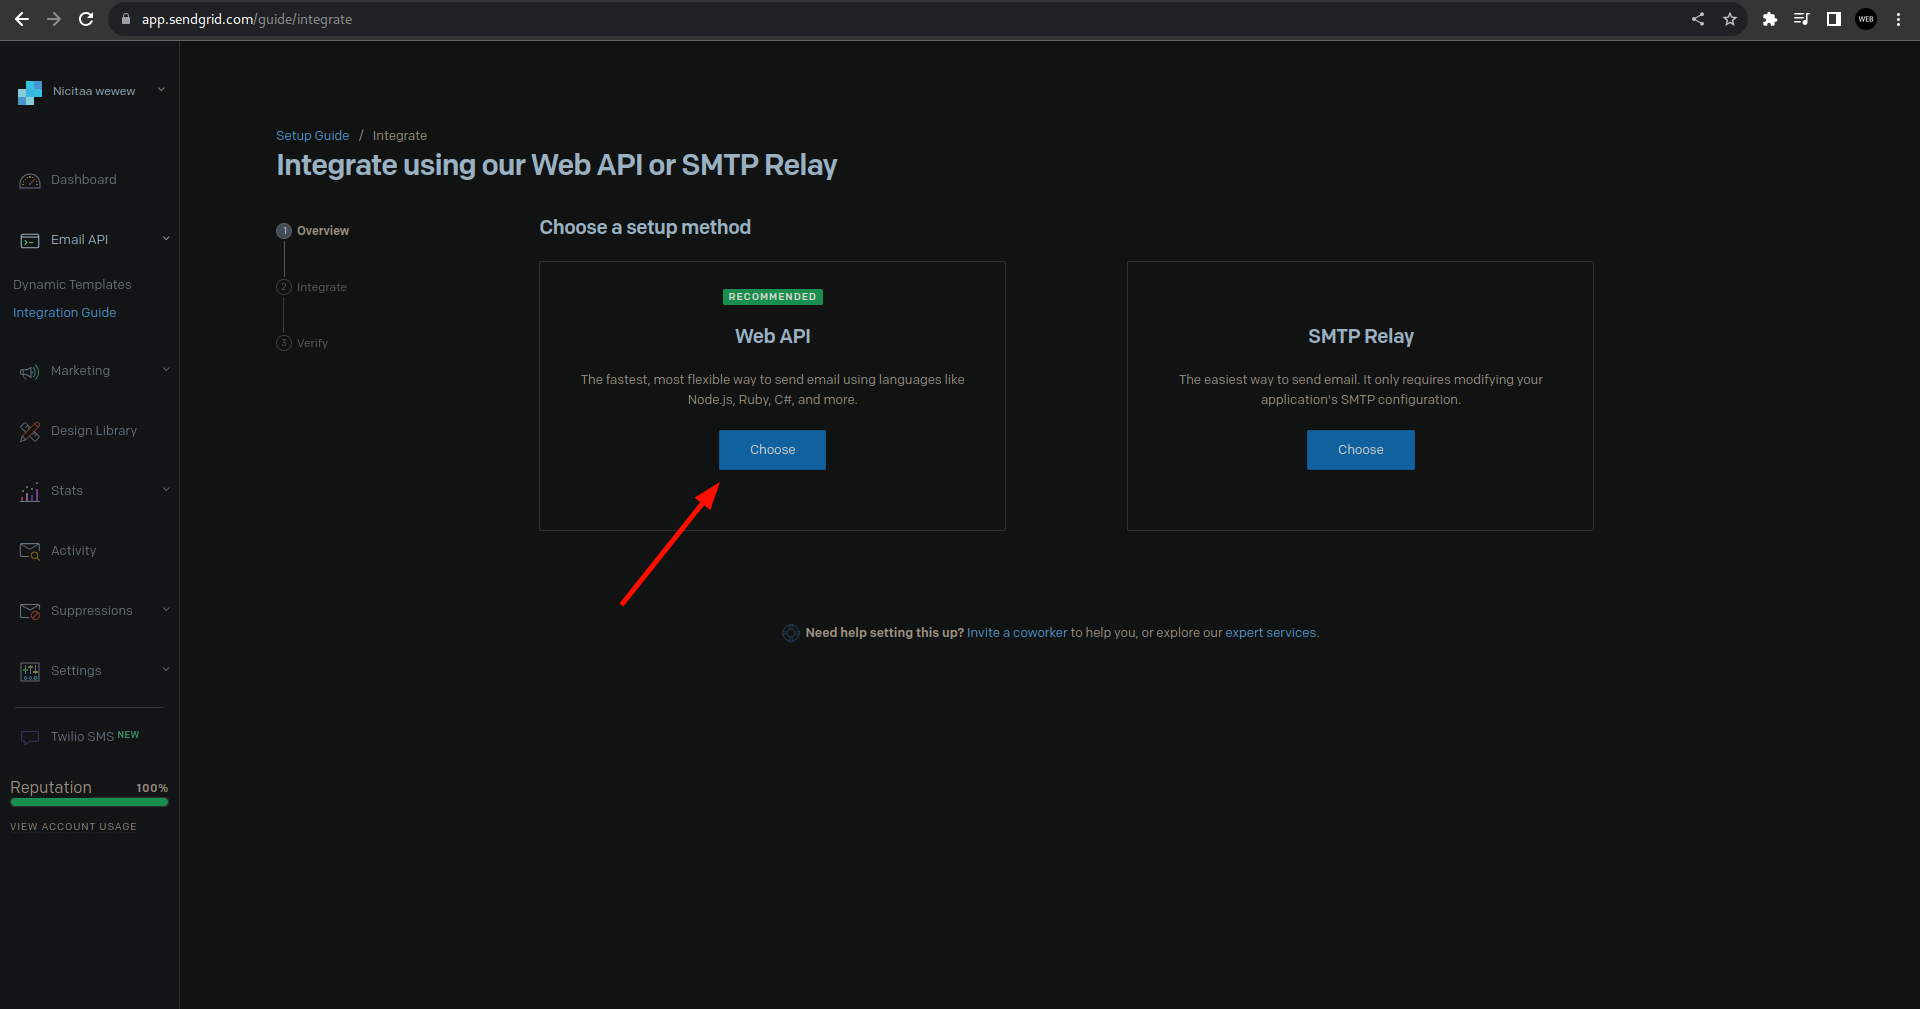 app.sendgrid.com/guide/integrate
WEB
Nicitaa wewew
Dashboard
Email API
Dynamic Templates
Integration Guide
Marketing
Design Library
Stats
Activity
Suppressions
Settings
Twilio SMS NEW
Reputation 100%
VIEW ACCOUNT USAGE
Setup Guide / Integrate
Integrate using our Web API or SMTP Relay
1 Overview
2 Integrate
3 Verify
Choose a setup method
RECOMMENDED
Web API
The fastest, most flexible way to send email using languages like
Node.js, Ruby, C#, and more.
Choose
SMTP Relay
The easiest way to send email. It only requires modifying your
application's SMTP configuration.
Choose
Need help setting this up? Invite a coworker to help you, or explore our expert services.